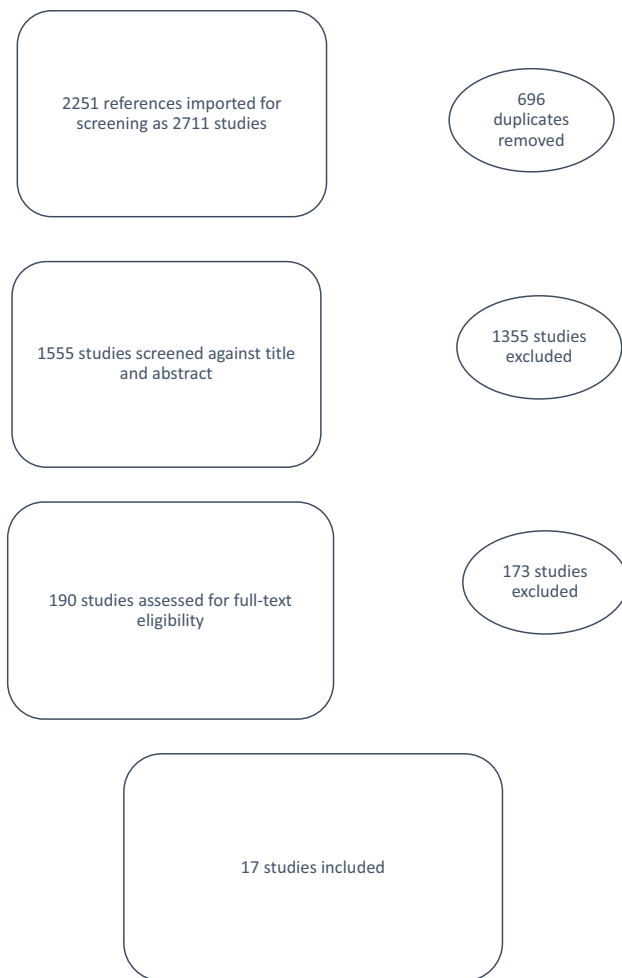 2251 references imported for
screening as 2711 studies
696
duplicates
removed
1555 studies screened against title
and abstract
1355 studies
excluded
190 studies assessed for full-text
eligibility
173 studies
excluded
17 studies included